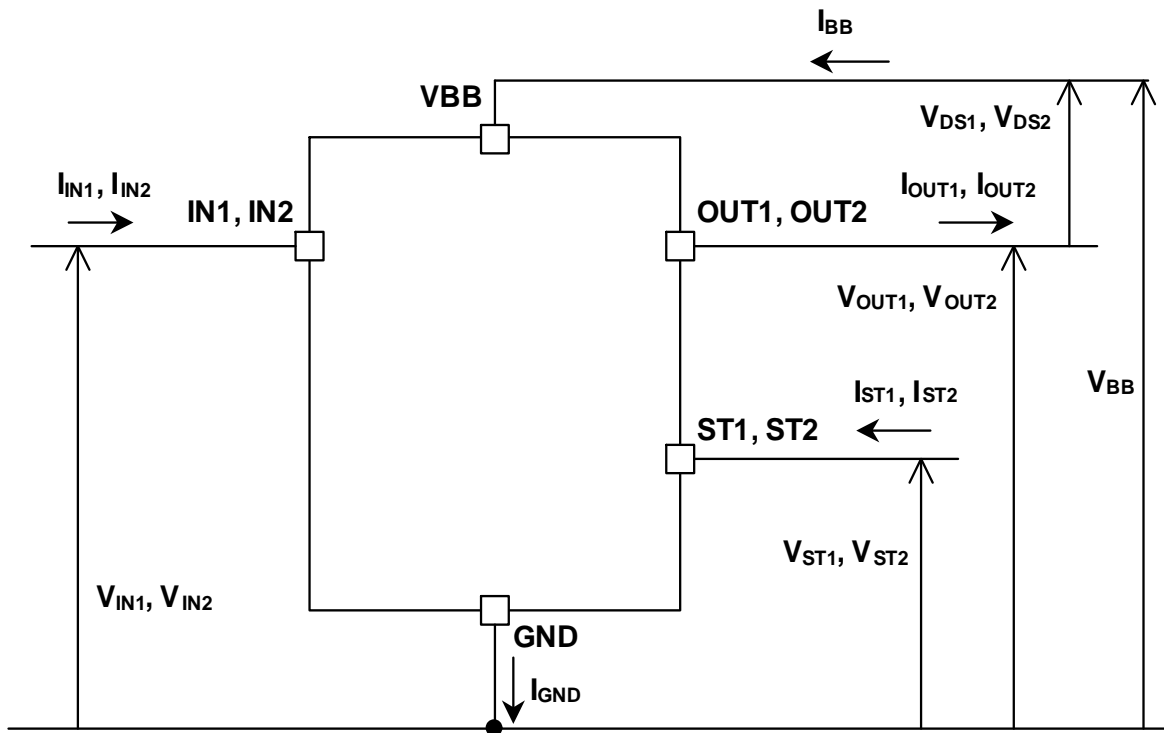 IBB
VBB
VDS1, VDS2
IIN1, IIN2
IN1, IN2
OUT1, OUT2
IOUT1, IOUT2
VOUT1, VOUT2
VBB
IST1, IST2
ST1, ST2
VST1, VST2
VIN1, VIN2
GND
IGND